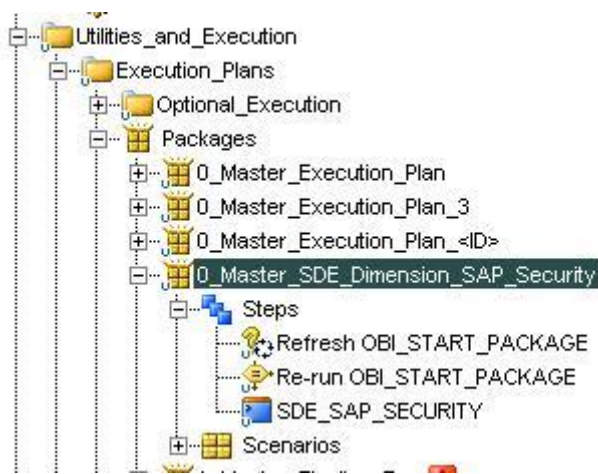 Utilities_and_Execution
Execution_Plans
Optional_Execution
Packages
0_Master_Execution_Plan
0_Master_Execution_Plan_3
0_Master_Execution_Plan_<ID>
0_Master_SDE_Dimension_SAP_Security
Steps
Refresh OBI_START_PACKAGE
Re-run OBI_START_PACKAGE
SDE_SAP_SECURITY
Scenarios